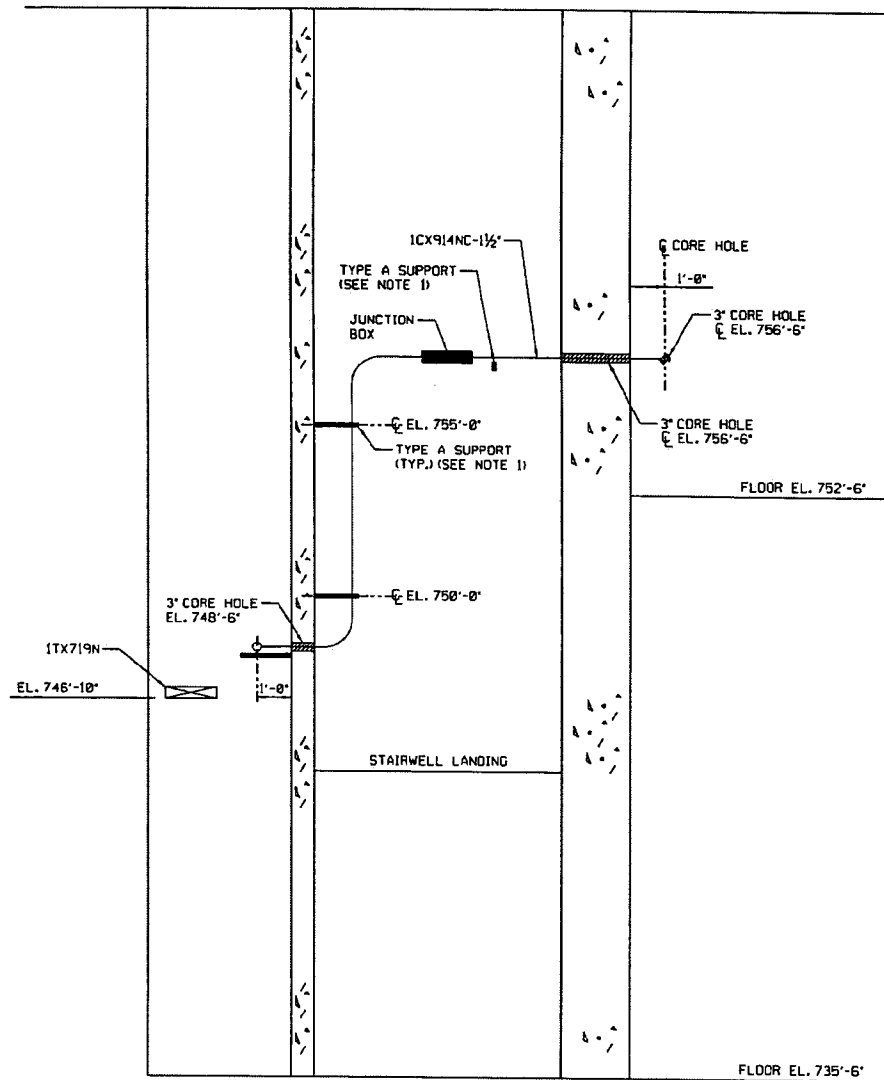 1CX914NC-1½"
℄ CORE HOLE
TYPE A SUPPORT
(SEE NOTE 1)
1'-0"
JUNCTION
BOX
3" CORE HOLE
℄ EL. 756'-6"
℄ EL. 755'-0"
3" CORE HOLE
℄ EL. 756'-6"
TYPE A SUPPORT
(TYP.) (SEE NOTE 1)
FLOOR EL. 752'-6"
℄ EL. 750'-0"
3" CORE HOLE
EL. 748'-6"
1TX719N
EL. 746'-10"
1'-0"
STAIRWELL LANDING
FLOOR EL. 735'-6"